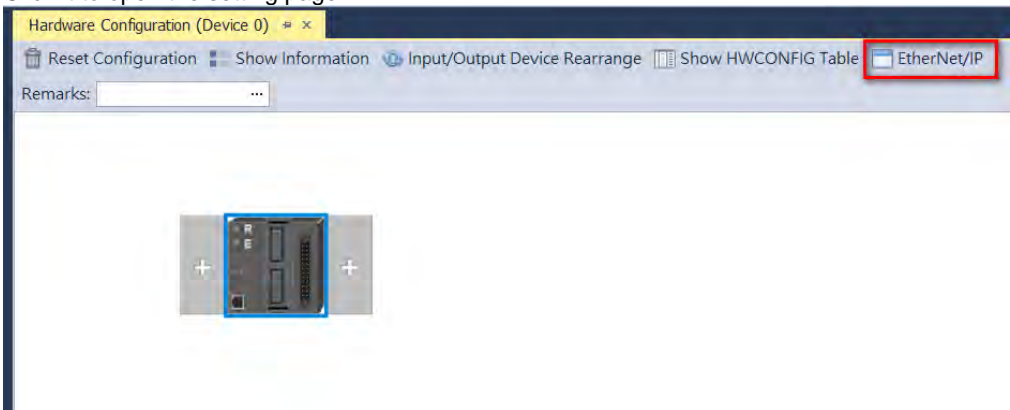 Hardware Configuration (Device 0)
Reset Configuration Show Information Input/Output Device Rearrange Show HWCONFIG Table EtherNet/IP
Remarks: ...
R
E
+ +